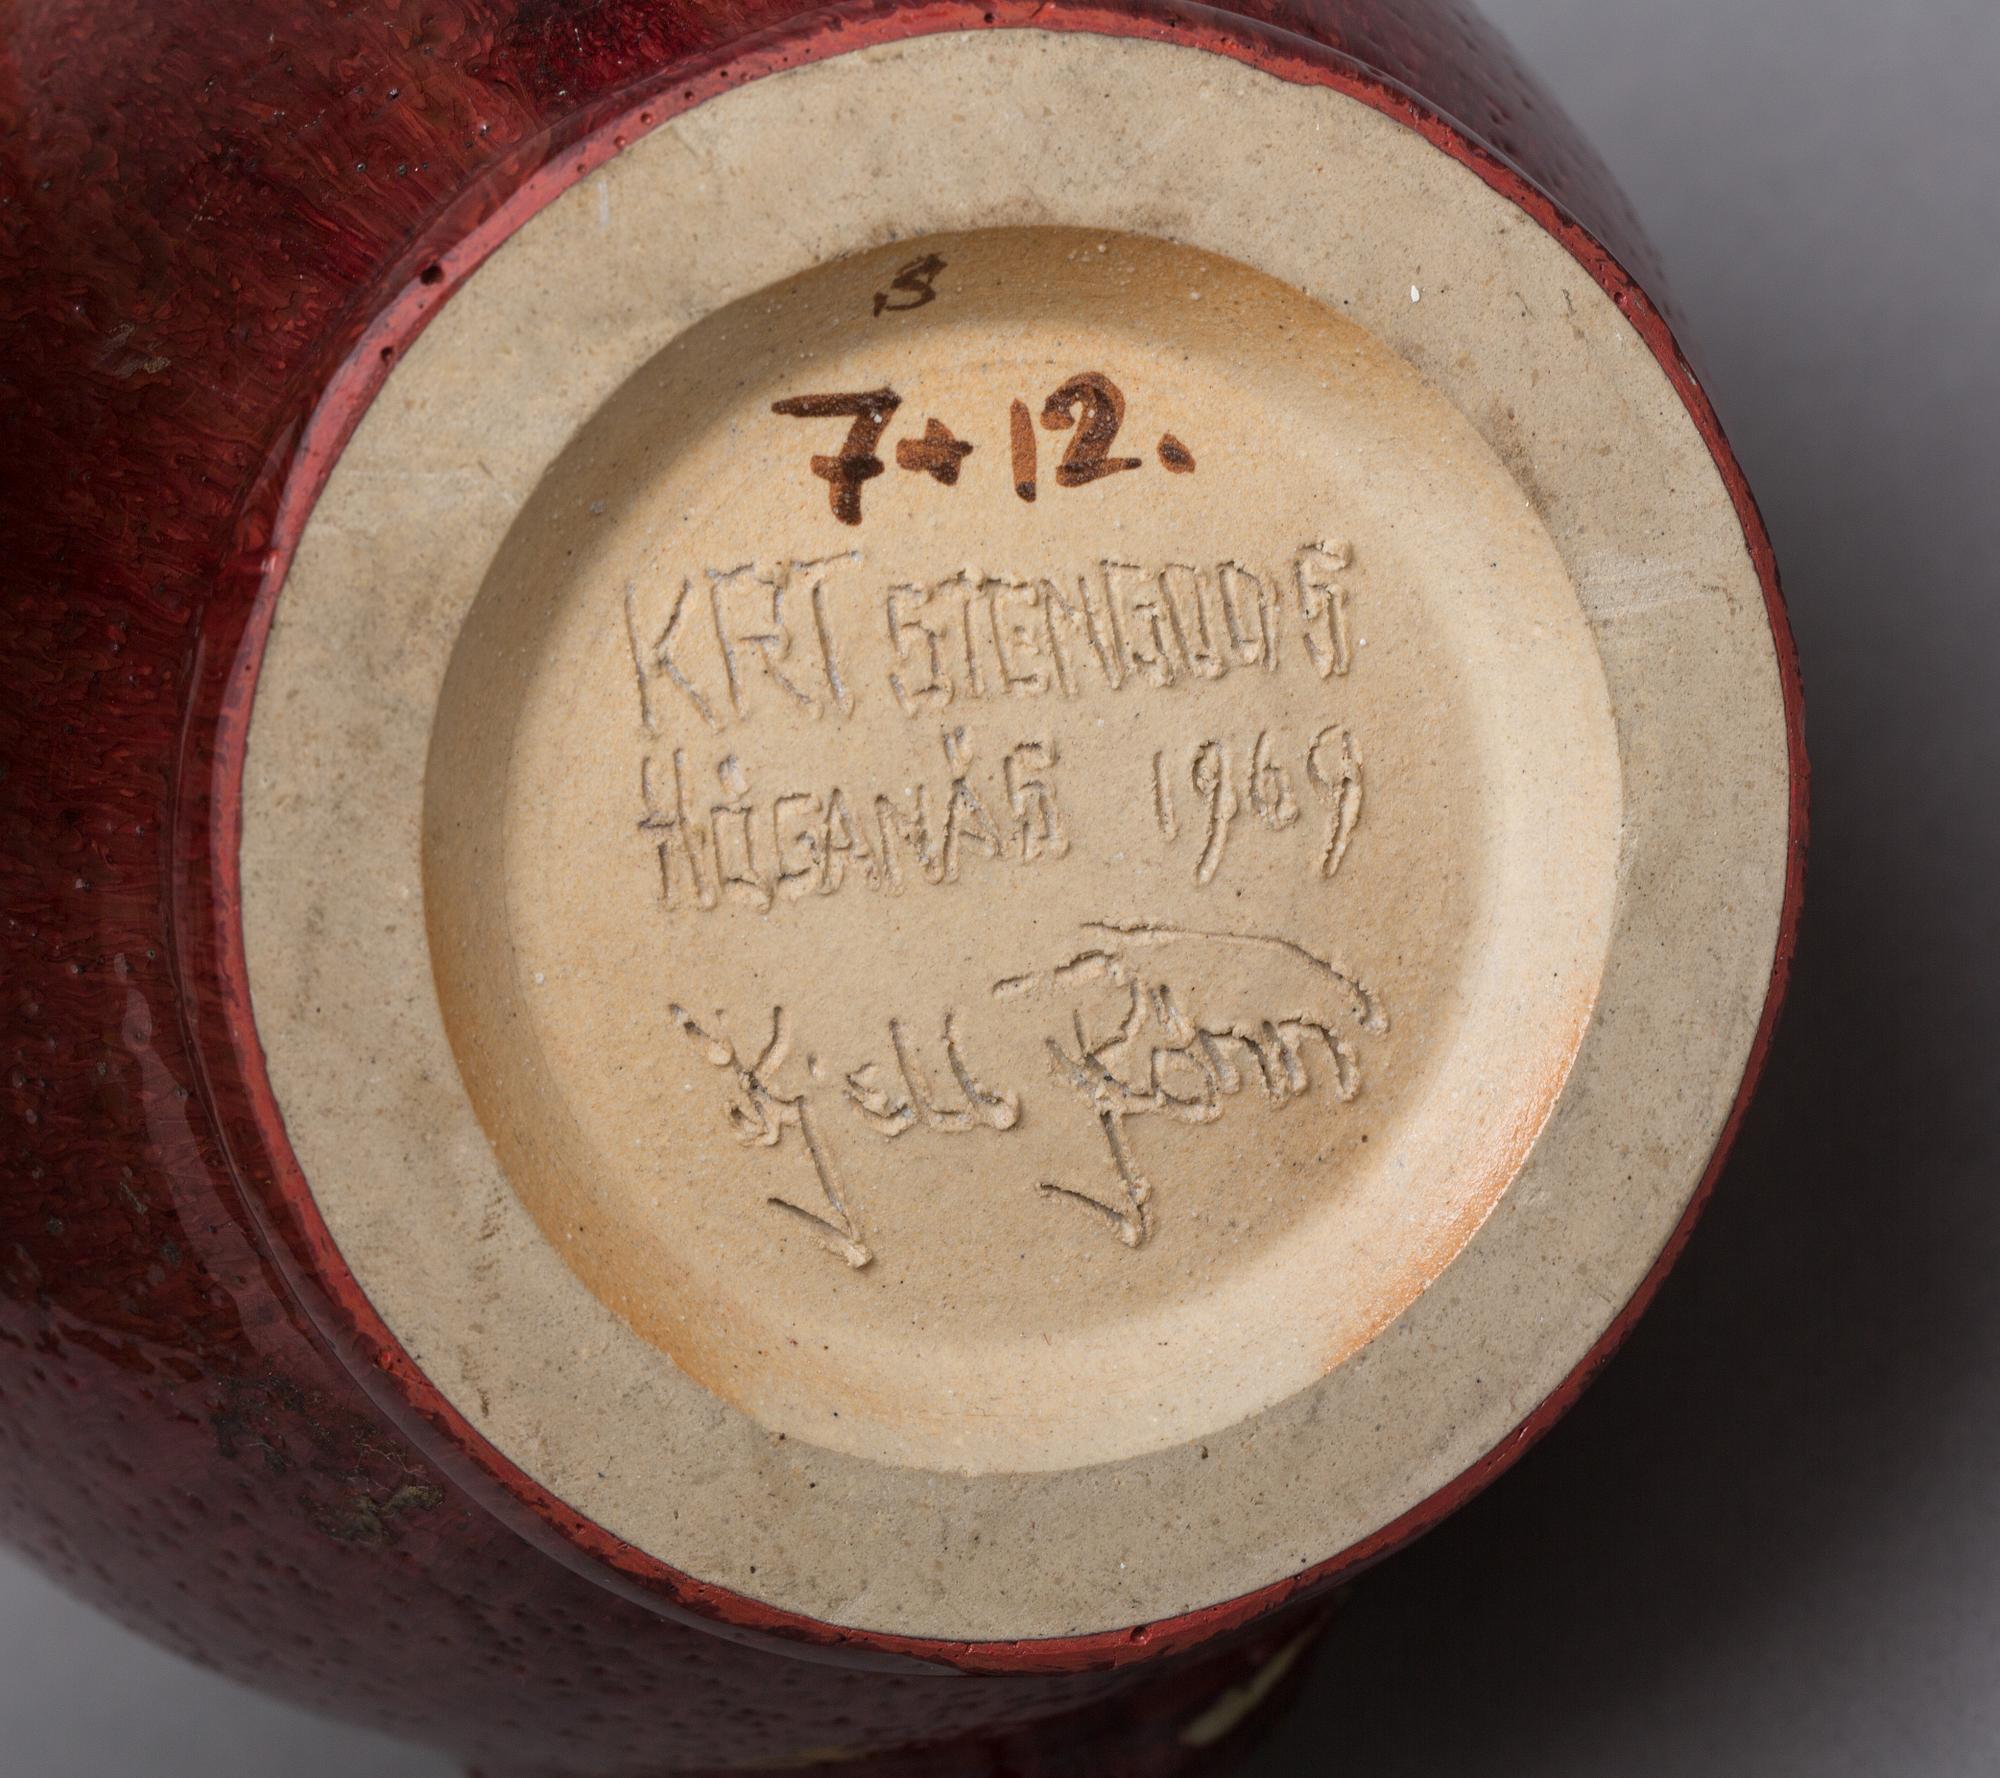 S
7+12.
KRT STENGODS
HÖGANÄS 1969
Kjell Rönn